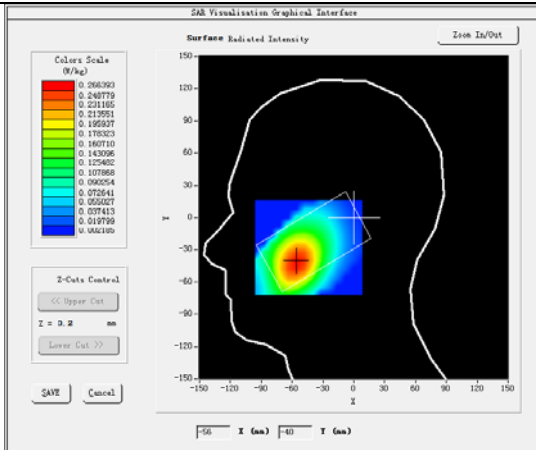 SAR Visualisation Graphical Interface
Surface Radiated Intensity
Zoom In/Out
Colors Scale
(W/kg)
0.266393
0.248779
0.231165
0.213551
0.195937
0.178323
0.160710
0.143096
0.125482
0.107868
0.090254
0.072641
0.055027
0.037413
0.019799
0.002185
Z-Cuts Control
<< Upper Cut
Z = 0.2 mm
Lower Cut >>
SAVE Cancel
150
120
90
60
30
Y 0
-30
-60
-90
-120
-150
-150 -120 -90 -60 -30 0 30 60 90 120 150
X
-56 X (mm) -40 Y (mm)